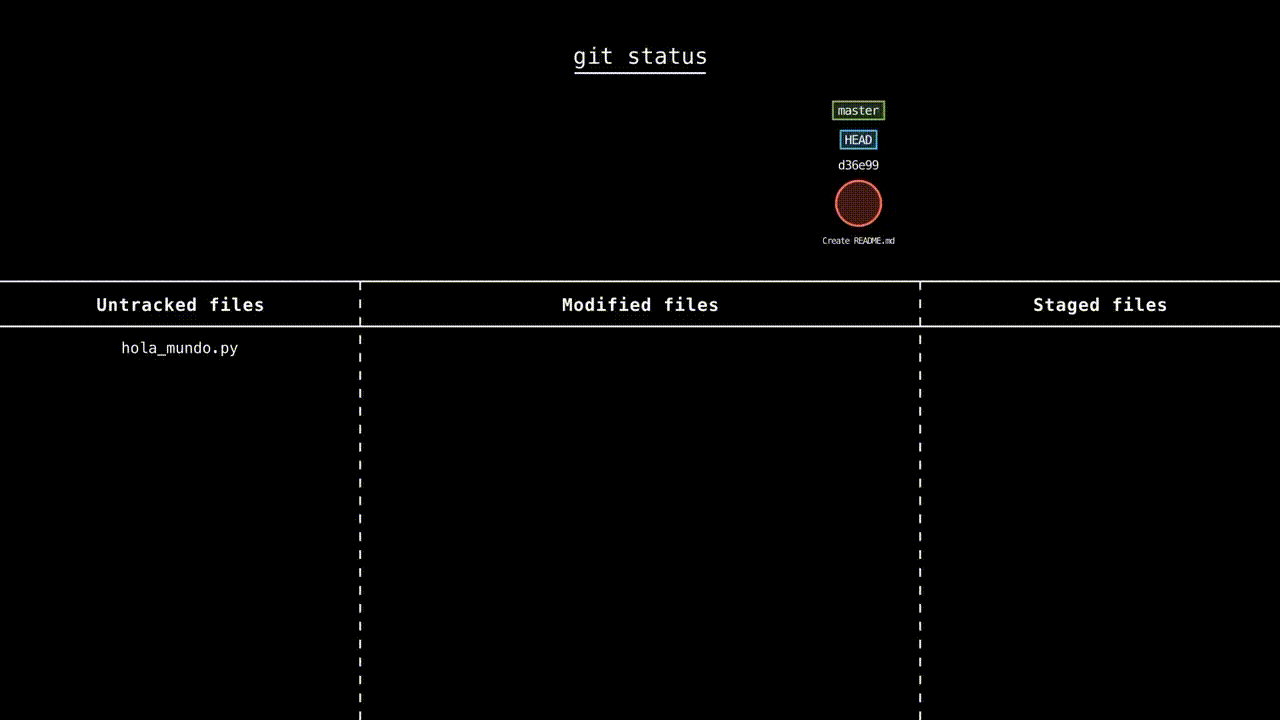 git status
master
HEAD
d36e99
Create README.md
Untracked files
Modified files
Staged files
hola_mundo.py